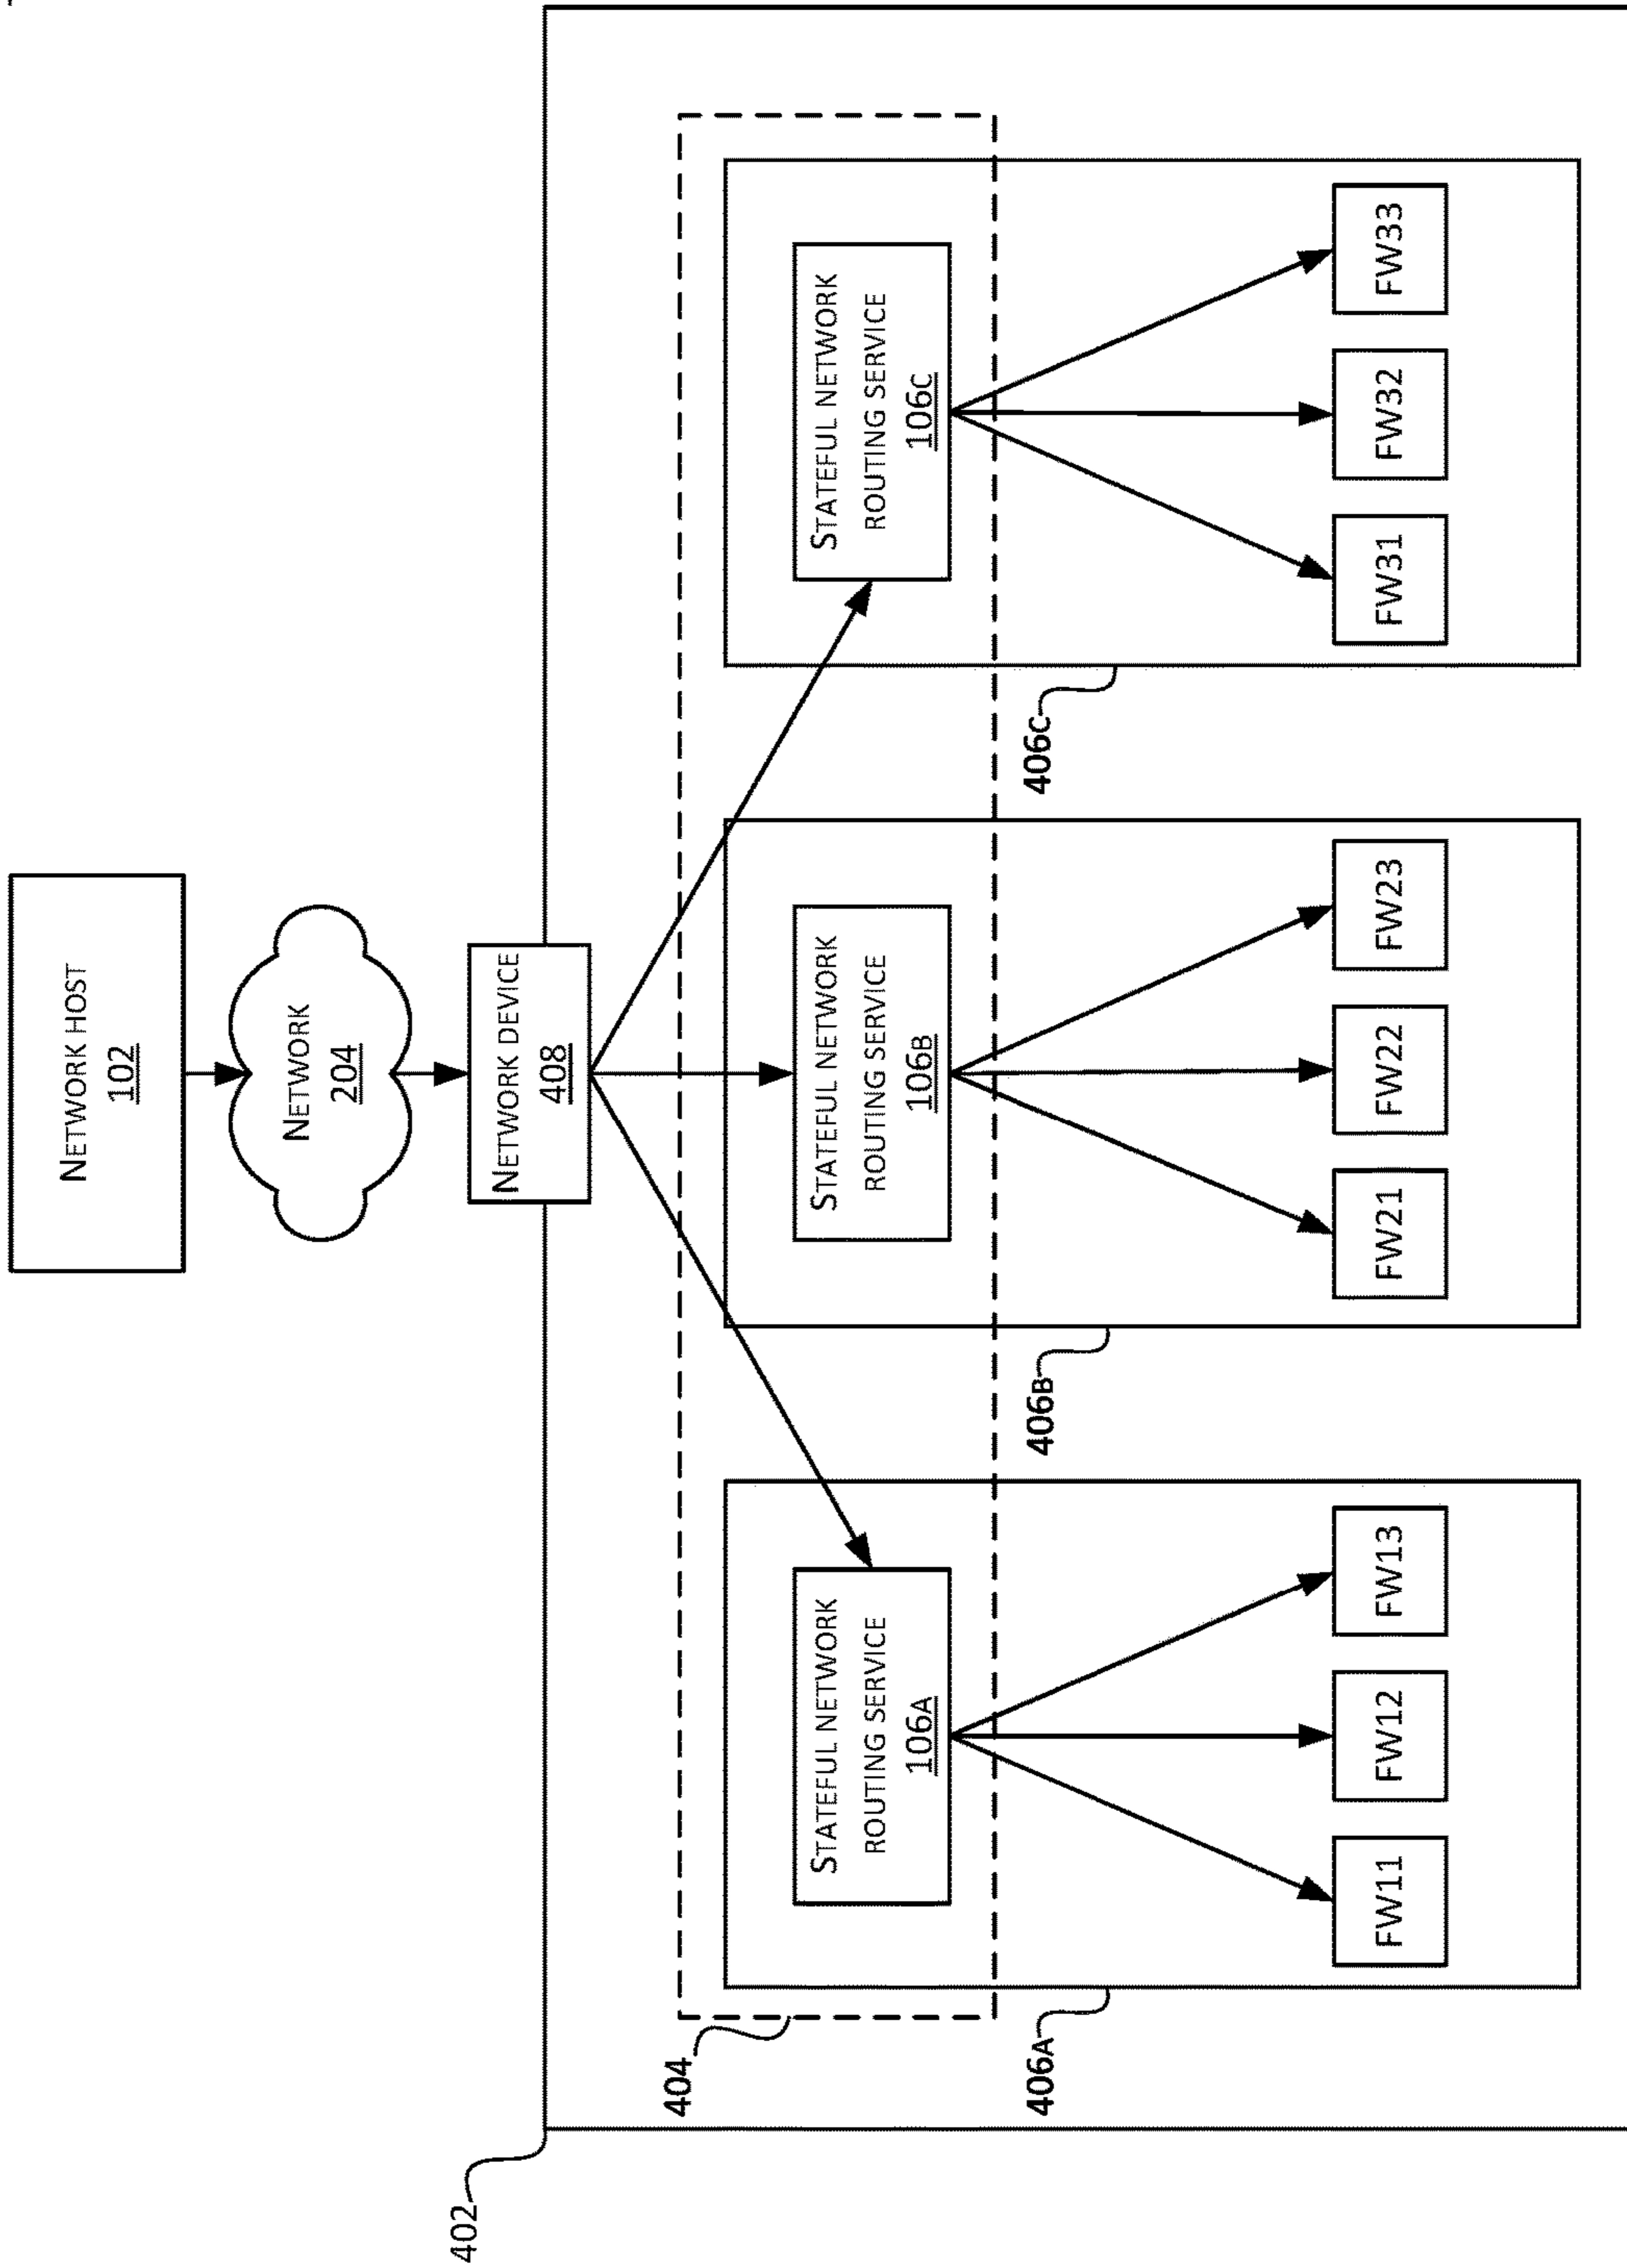 NETWORK HOST
102
NETWORK
204
402
NETWORK DEVICE
408
404
STATEFUL NETWORK
ROUTING SERVICE
106A
STATEFUL NETWORK
ROUTING SERVICE
106B
STATEFUL NETWORK
ROUTING SERVICE
106C
406A
406B
406C
FW11
FW12
FW13
FW21
FW22
FW23
FW31
FW32
FW33